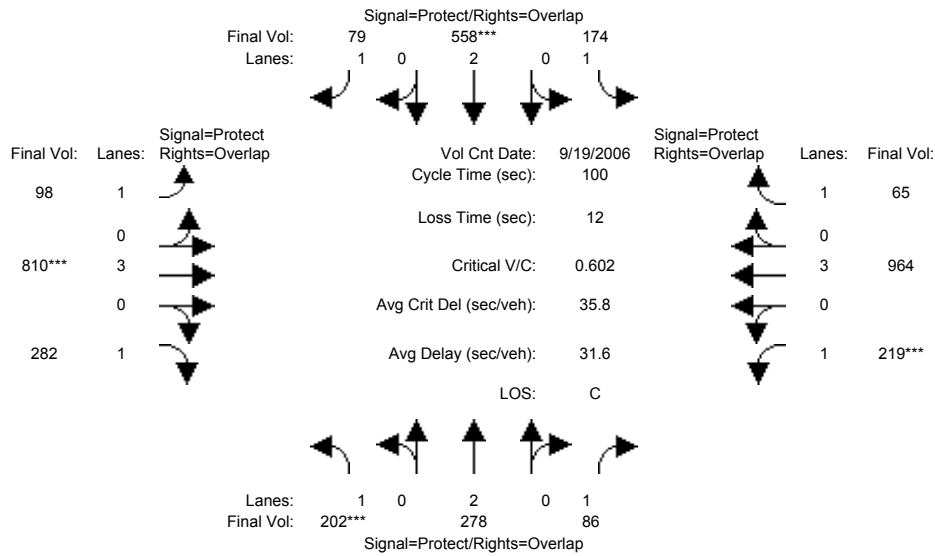 Signal=Protect/Rights=Overlap
Final Vol: 79 558*** 174
Lanes: 1 0 2 0 1
Signal=Protect Signal=Protect
Final Vol: Lanes: Rights=Overlap Vol Cnt Date: 9/19/2006 Rights=Overlap Lanes: Final Vol:
Cycle Time (sec): 100
98 1 1 65
Loss Time (sec): 12
0 0
810*** 3 Critical V/C: 0.602 3 964
0 Avg Crit Del (sec/veh): 35.8 0
282 1 Avg Delay (sec/veh): 31.6 1 219***
LOS: C
Lanes: 1 0 2 0 1
Final Vol: 202*** 278 86
Signal=Protect/Rights=Overlap